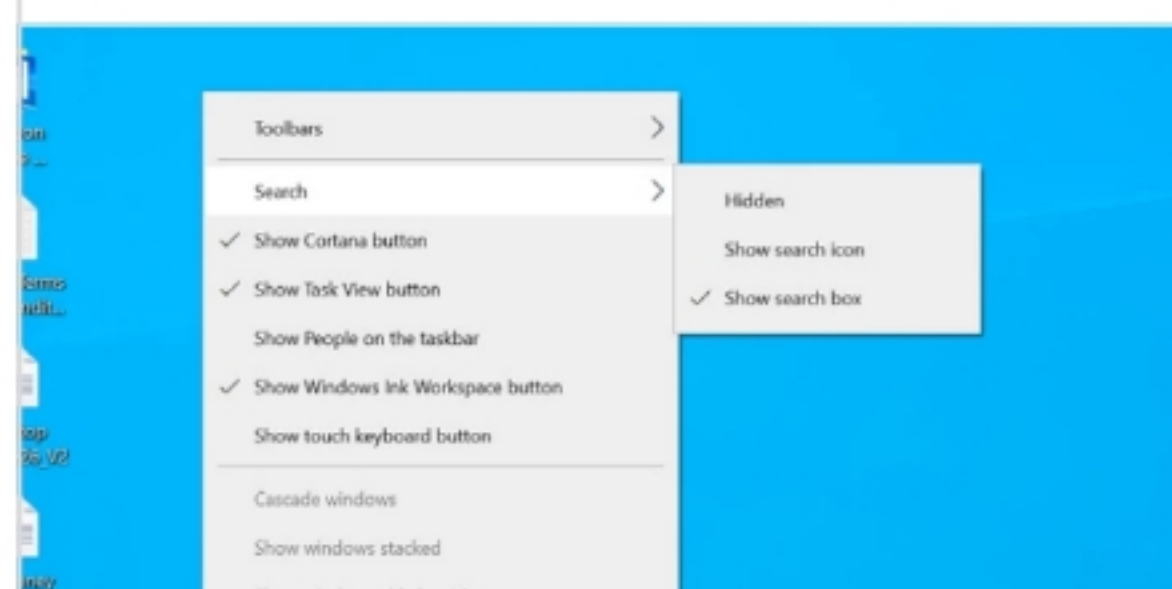 Toolbars
Search
Show Cortana button
Show Task View button
Show People on the taskbar
Show Windows Ink Workspace button
Show touch keyboard button
Cascade windows
Show windows stacked
Hidden
Show search icon
Show search box